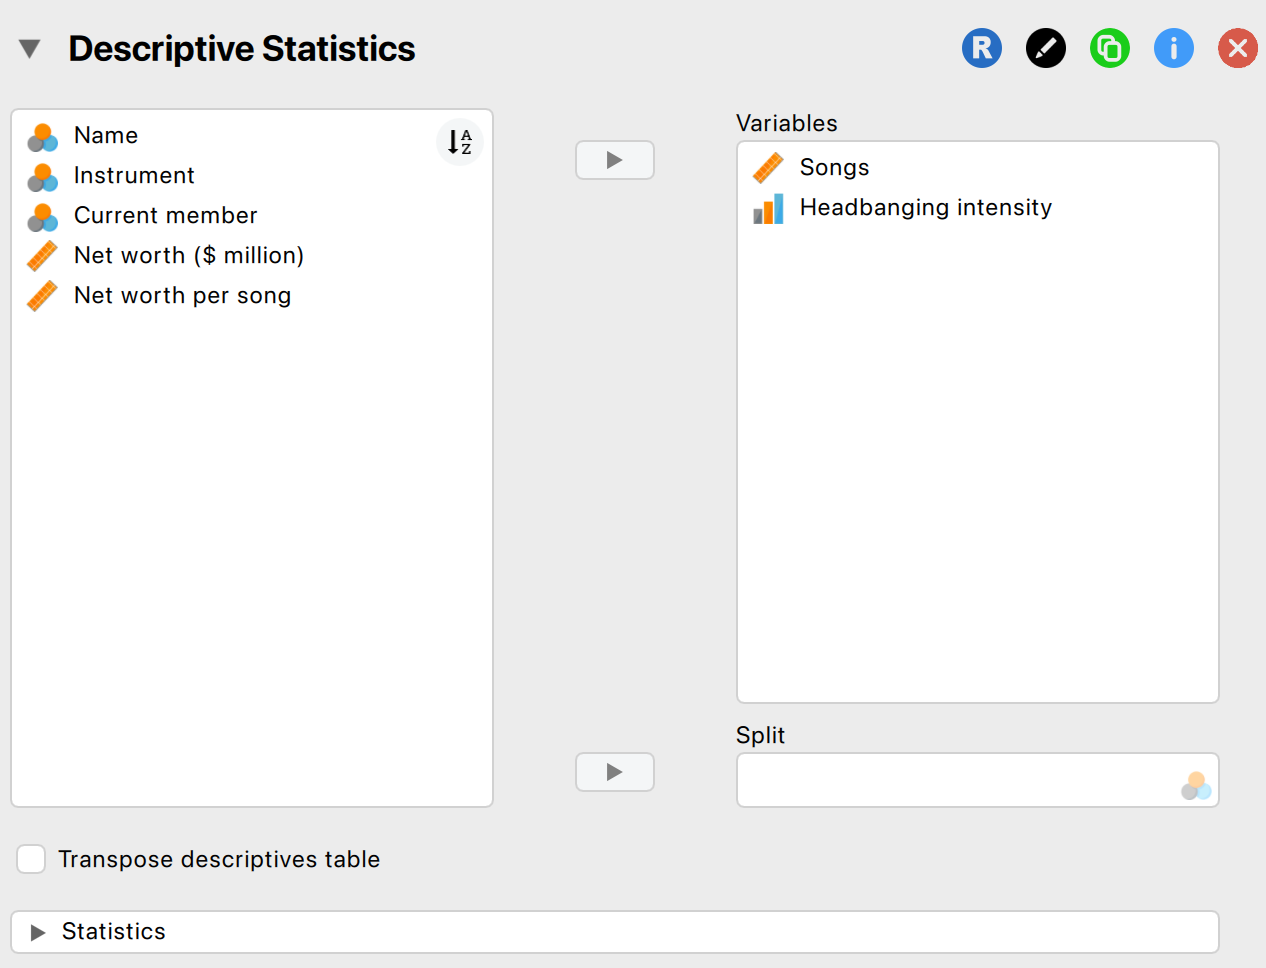 Descriptive Statistics
R
i
Name
A
Z
Instrument
Current member
Net worth ($ million)
Net worth per song
Variables
Songs
Headbanging intensity
Split
Transpose descriptives table
Statistics